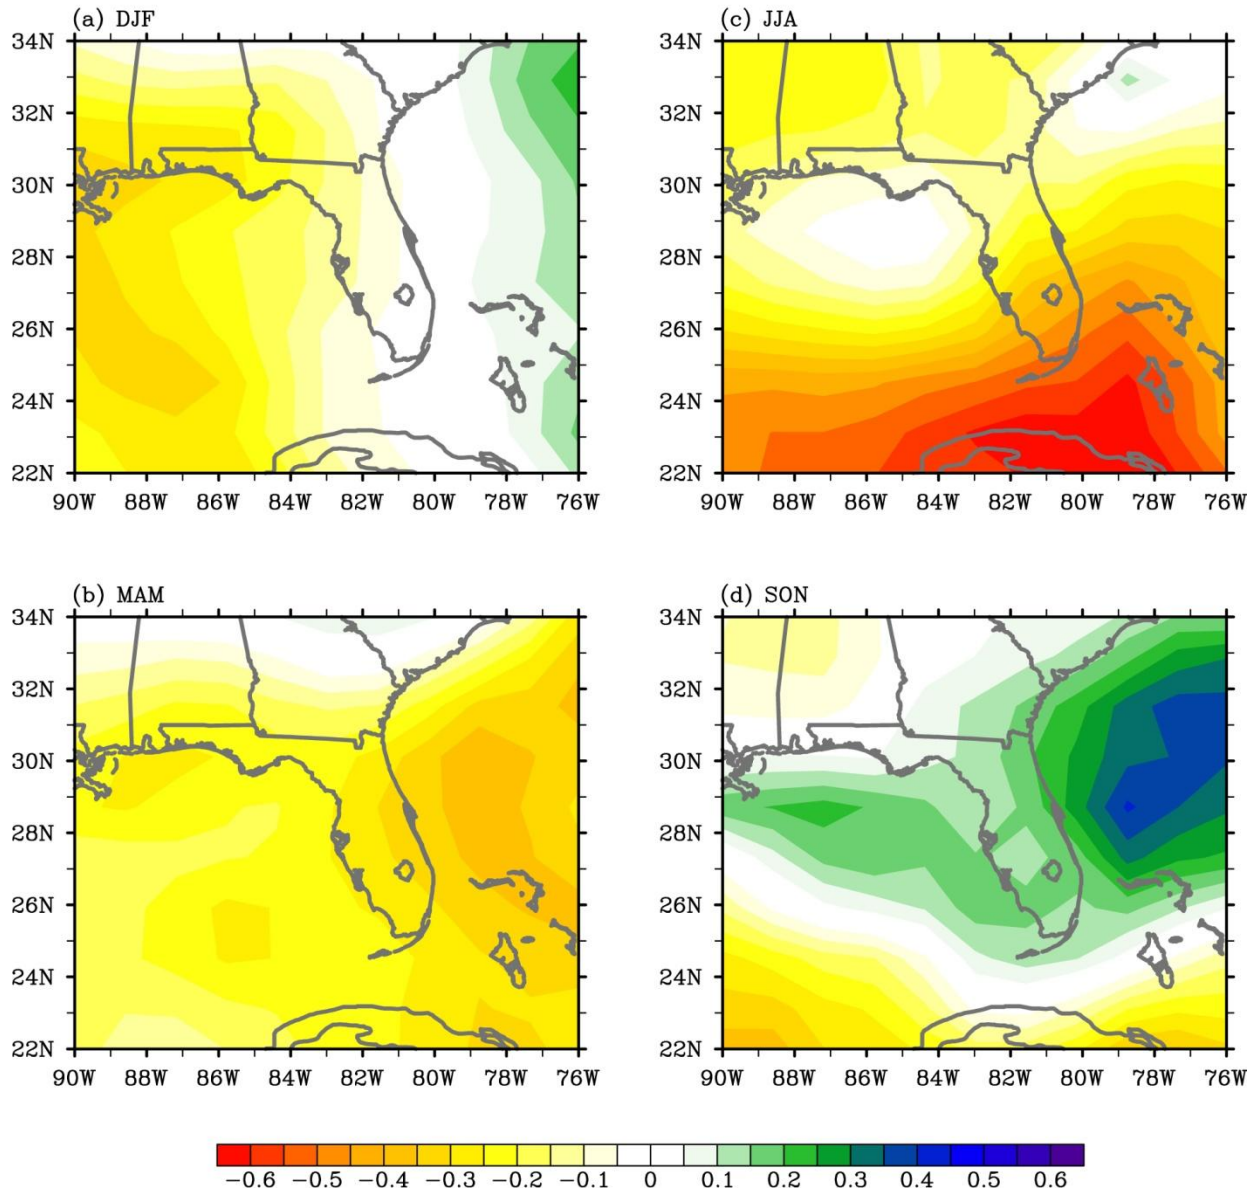 (a) DJF
34N
32N
30N
28N
26N
24N
22N
90W 88W 86W 84W 82W 80W 78W 76W
(c) JJA
34N
32N
30N
28N
26N
24N
22N
90W 88W 86W 84W 82W 80W 78W 76W
(b) MAM
34N
32N
30N
28N
26N
24N
22N
90W 88W 86W 84W 82W 80W 78W 76W
(d) SON
34N
32N
30N
28N
26N
24N
22N
90W 88W 86W 84W 82W 80W 78W 76W
−0.6 −0.5 −0.4 −0.3 −0.2 −0.1 0 0.1 0.2 0.3 0.4 0.5 0.6